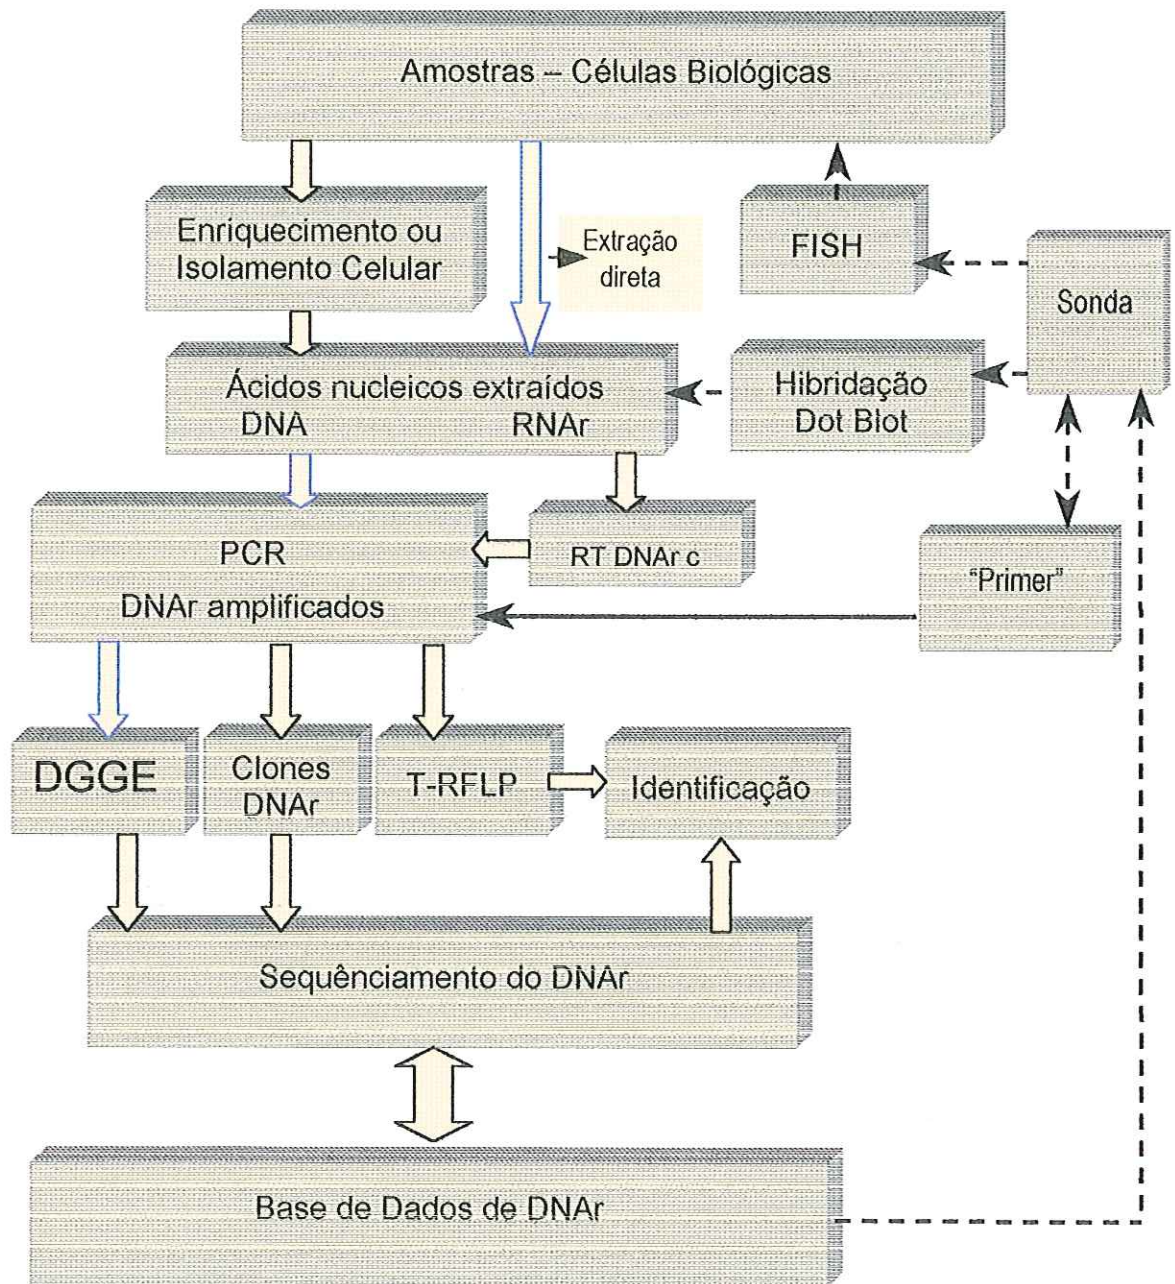 Amostras – Células Biológicas
Enriquecimento ou
Isolamento Celular
Extração
direta
FISH
Sonda
Ácidos nucleicos extraídos
DNA RNAr
Hibridação
Dot Blot
PCR
DNAr amplificados
RT DNAr c
"Primer"
DGGE
Clones
DNAr
T-RFLP
Identificação
Sequênciamento do DNAr
Base de Dados de DNAr